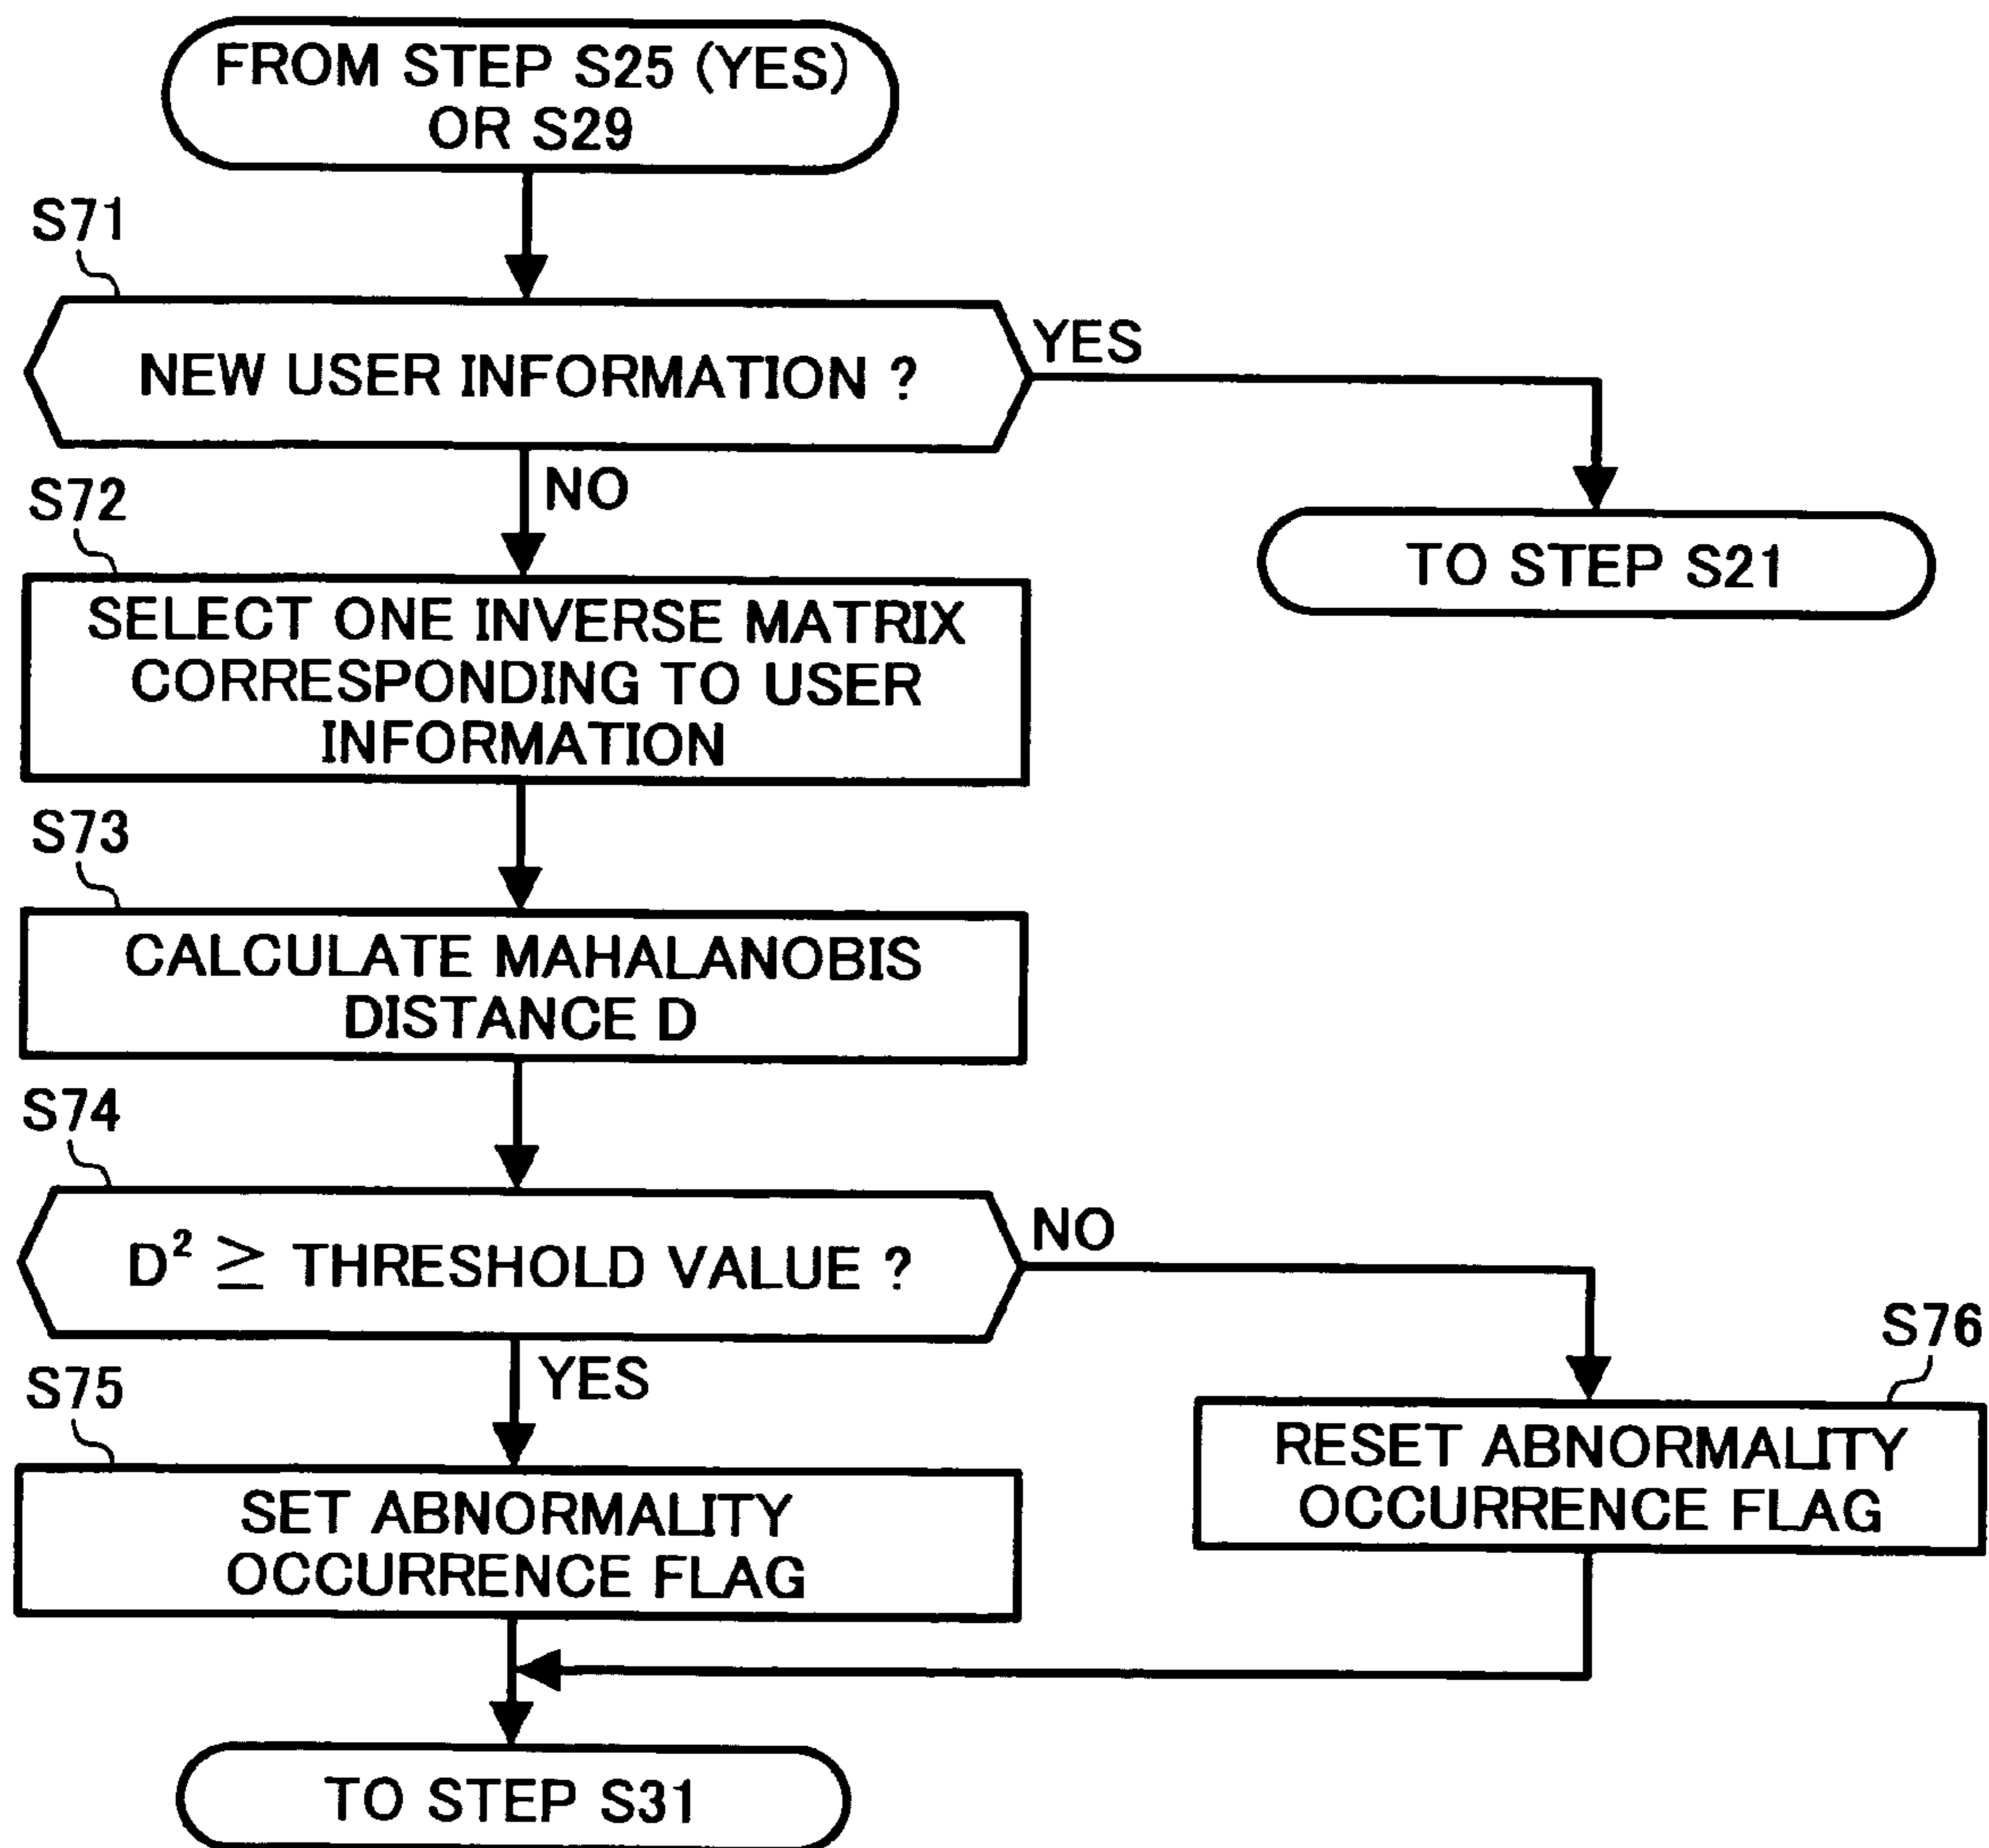 FROM STEP S25 (YES)
OR S29
S71
NEW USER INFORMATION ?
YES
NO
TO STEP S21
S72
SELECT ONE INVERSE MATRIX
CORRESPONDING TO USER
INFORMATION
S73
CALCULATE MAHALANOBIS
DISTANCE D
S74
D² ≥ THRESHOLD VALUE ?
NO
YES
S75
SET ABNORMALITY
OCCURRENCE FLAG
S76
RESET ABNORMALITY
OCCURRENCE FLAG
TO STEP S31